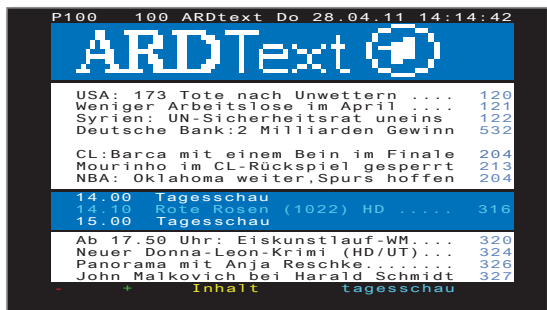 P100 100 ARDtext Do 28.04.11 14:14:42
ARDText 1
USA: 173 Tote nach Unwettern .... 120
Weniger Arbeitslose im April .... 121
Syrien: UN-Sicherheitsrat uneins 122
Deutsche Bank:2 Milliarden Gewinn 532
CL:Barca mit einem Bein im Finale 204
Mourinho im CL-Rückspiel gesperrt 213
NBA: Oklahoma weiter,Spurs hoffen 204
14.00 Tagesschau
14.10 Rote Rosen (1022) HD ..... 316
15.00 Tagesschau
Ab 17.50 Uhr: Eiskunstlauf-WM.... 320
Neuer Donna-Leon-Krimi (HD/UT)... 324
Panorama mit Anja Reschke........ 326
John Malkovich bei Harald Schmidt 327
- + Inhalt tagesschau